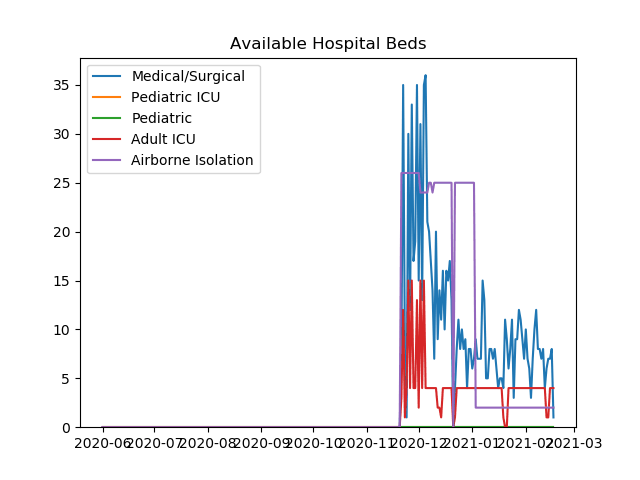 Available Hospital Beds
Medical/Surgical
Pediatric ICU
Pediatric
Adult ICU
Airborne Isolation
35
30
25
20
15
10
5
0
2020-06 2020-07 2020-08 2020-09 2020-10 2020-11 2020-12 2021-01 2021-02 2021-03